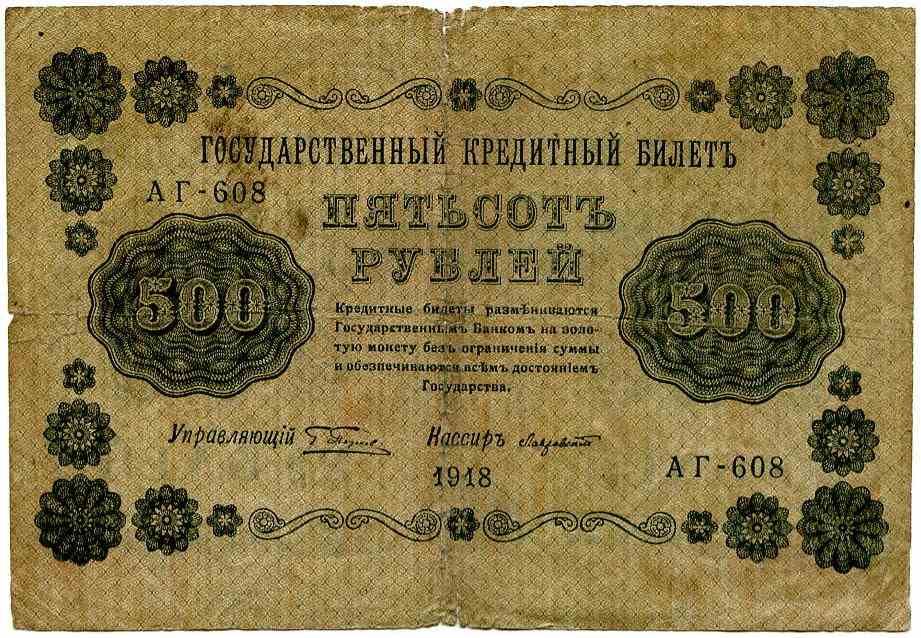 ГОСУДАРСТВЕННЫЙ КРЕДИТНЫЙ БИЛЕТЪ
АГ-608
ПЯТЬСОТЪ
РУБЛЕЙ
500
500
Кредитные билеты размѣниваются
Государственнымъ Банкомъ на золо-
тую монету безъ ограниченія суммы
и обезпечиваются всѣмъ достояніемъ
Государства.
Управляющій
Кассиръ
1918
АГ-608